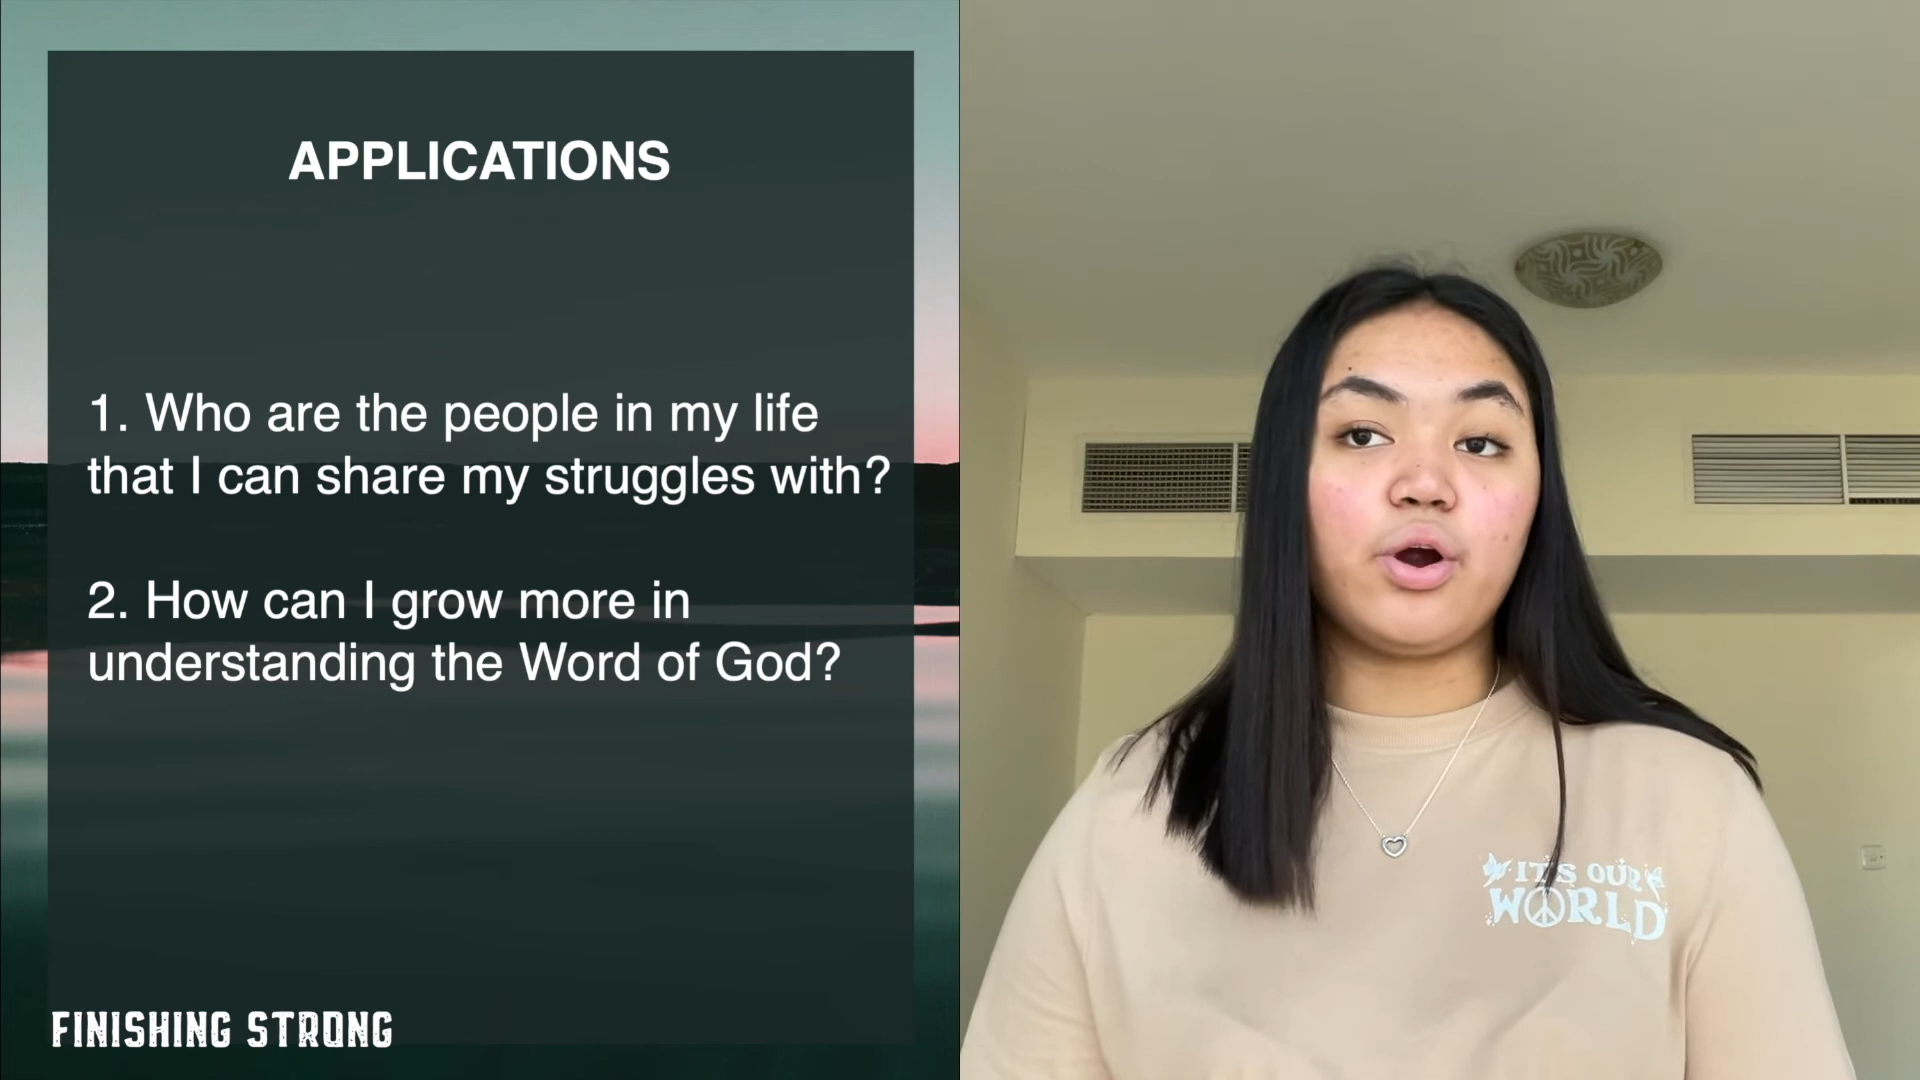 APPLICATIONS
1. Who are the people in my life
that I can share my struggles with?
2. How can I grow more in
understanding the Word of God?
FINISHING STRONG
IT'S OUR
WORLD